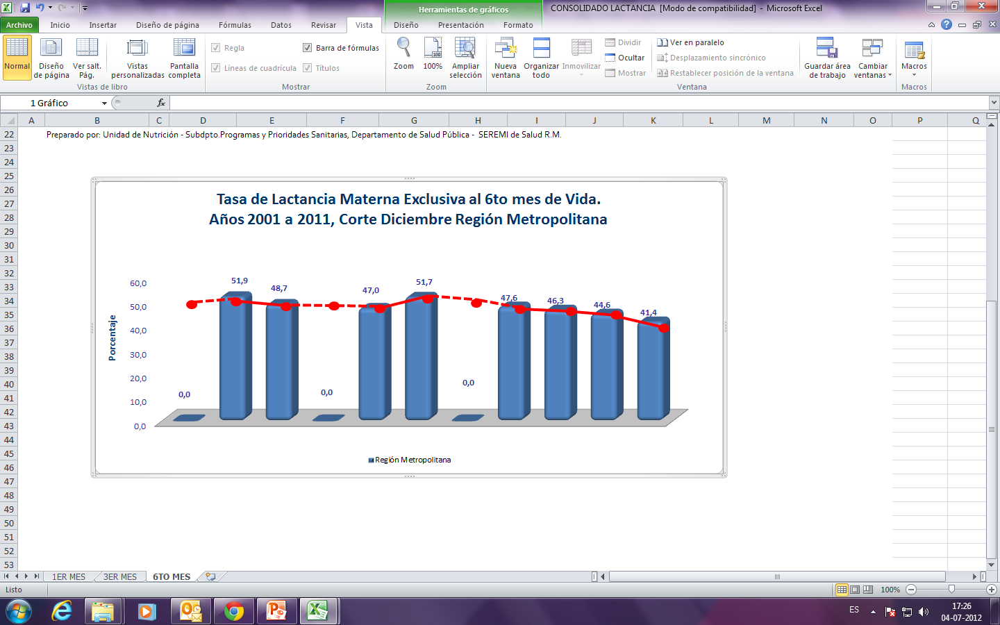 Herramientas de gráficos
CONSOLIDADO LACTANCIA [Modo de compatibilidad] - Microsoft Excel
Archivo Inicio Insertar Diseño de página Fórmulas Datos Revisar Vista Diseño Presentación Formato
Normal
Diseño de página
Ver salt. Pág.
Vistas personalizadas
Pantalla completa
Vistas de libro
Regla
Barra de fórmulas
Líneas de cuadrícula
Títulos
Mostrar
Zoom
100%
Ampliar selección
Zoom
Nueva ventana
Organizar todo
Inmovilizar
Dividir
Ocultar
Mostrar
Ver en paralelo
Desplazamiento sincrónico
Restablecer posición de la ventana
Ventana
Guardar área de trabajo
Cambiar ventanas
Macros
Macros
1 Gráfico
fx
A B C D E F G H I J K L M N O P Q
22
23
24
25
26
27
28
29
30
31
32
33
34
35
36
37
38
39
40
41
42
43
44
45
46
47
48
49
50
51
52
53
Preparado por: Unidad de Nutrición - Subdpto.Programas y Prioridades Sanitarias, Departamento de Salud Pública - SEREMI de Salud R.M.
Tasa de Lactancia Materna Exclusiva al 6to mes de Vida.
Años 2001 a 2011, Corte Diciembre Región Metropolitana
Porcentaje
60,0
50,0
40,0
30,0
20,0
10,0
0,0
0,0 51,9 48,7 0,0 47,0 51,7 0,0 47,6 46,3 44,6 41,4
Región Metropolitana
1ER MES 3ER MES 6TO MES
Listo
100%
ES
17:26
04-07-2012